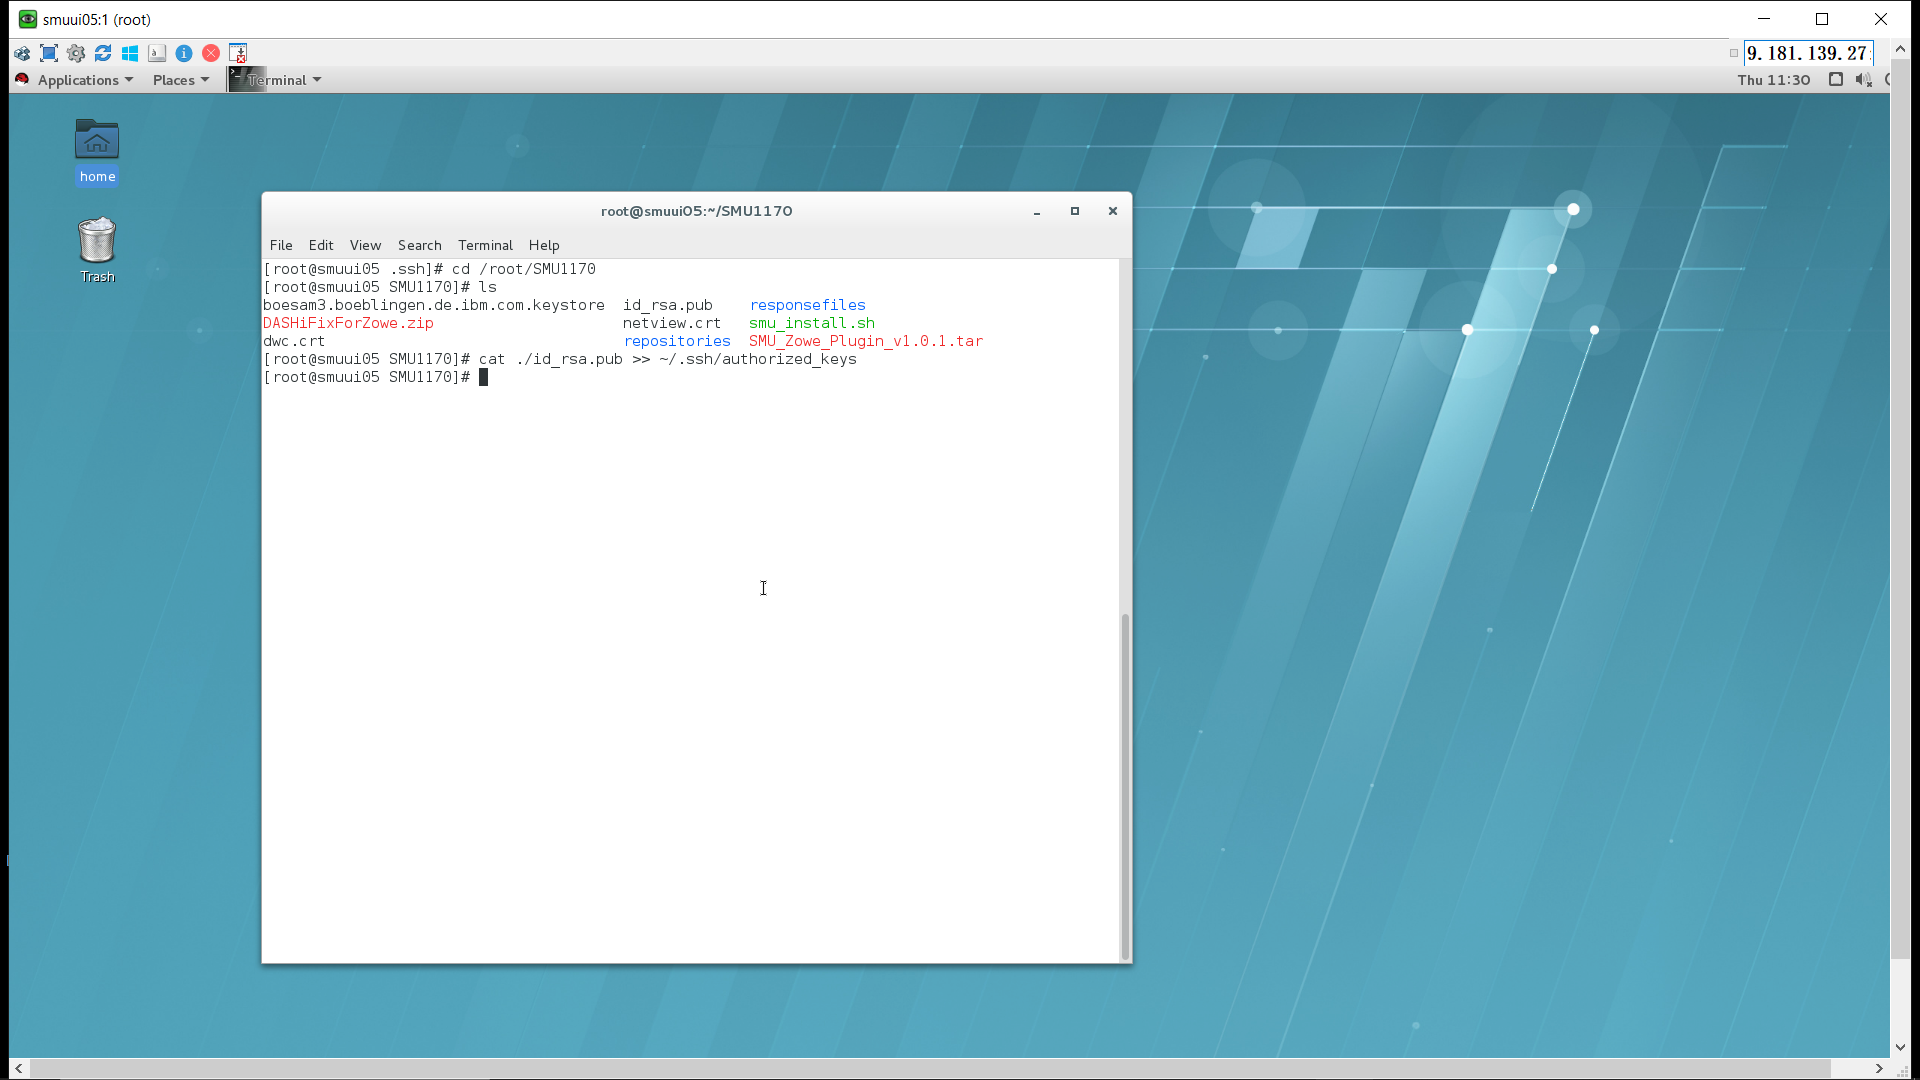 smuui05:1 (root)
9.181.139.27:
Applications Places Terminal Thu 11:30
home
Trash
root@smuui05:~/SMU1170
File Edit View Search Terminal Help
[root@smuui05 .ssh]# cd /root/SMU1170
[root@smuui05 SMU1170]# ls
boesam3.boeblingen.de.ibm.com.keystore id_rsa.pub responsefiles
DASHiFixForZowe.zip netview.crt smu_install.sh
dwc.crt repositories SMU_Zowe_Plugin_v1.0.1.tar
[root@smuui05 SMU1170]# cat ./id_rsa.pub >> ~/.ssh/authorized_keys
[root@smuui05 SMU1170]#